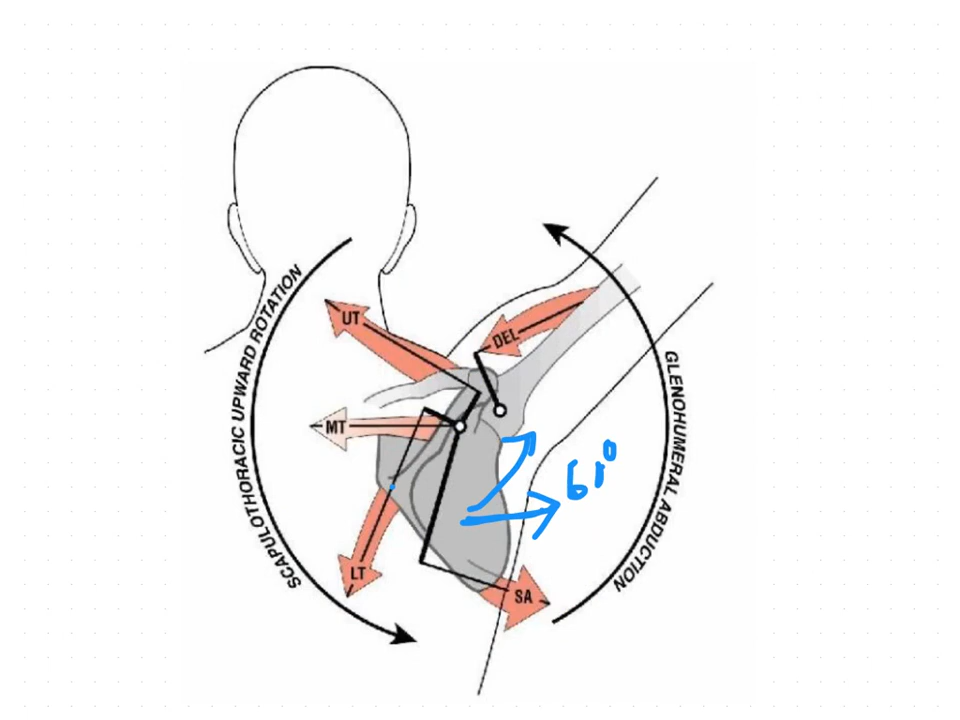 SCAPULOTHORACIC UPWARD ROTATION
UT
DEL
MT
LT
SA
61°
GLENOHUMERAL ABDUCTION